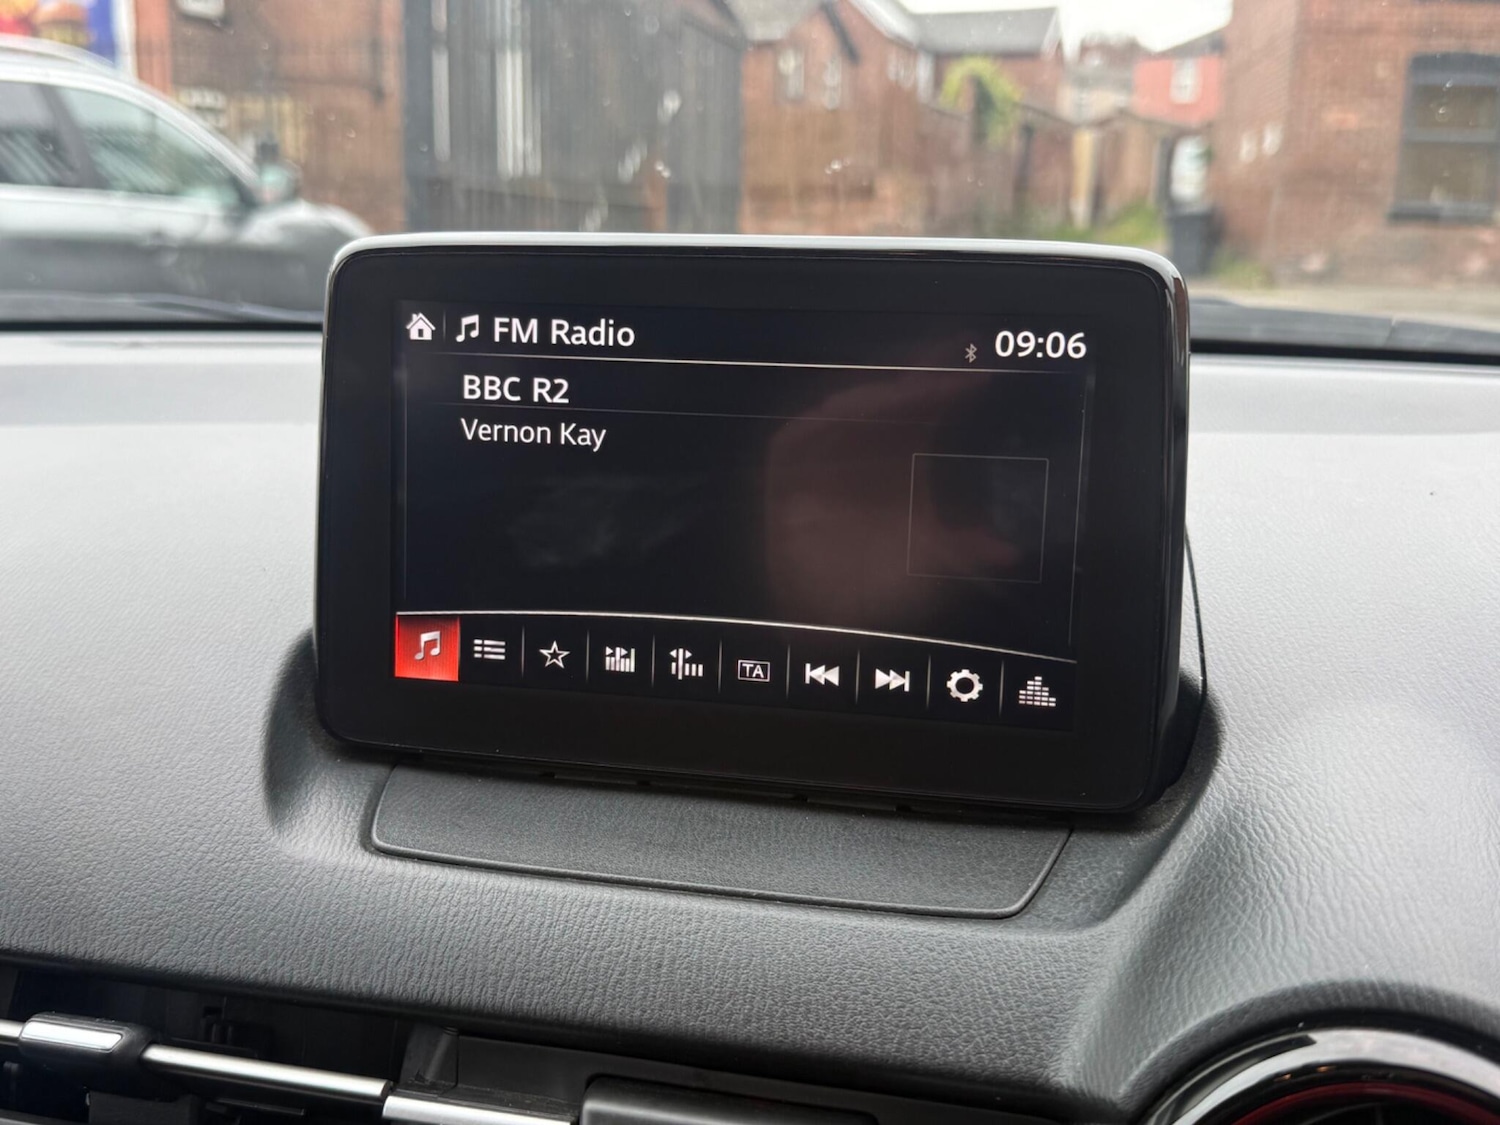 FM Radio
09:06
BBC R2
Vernon Kay
TA